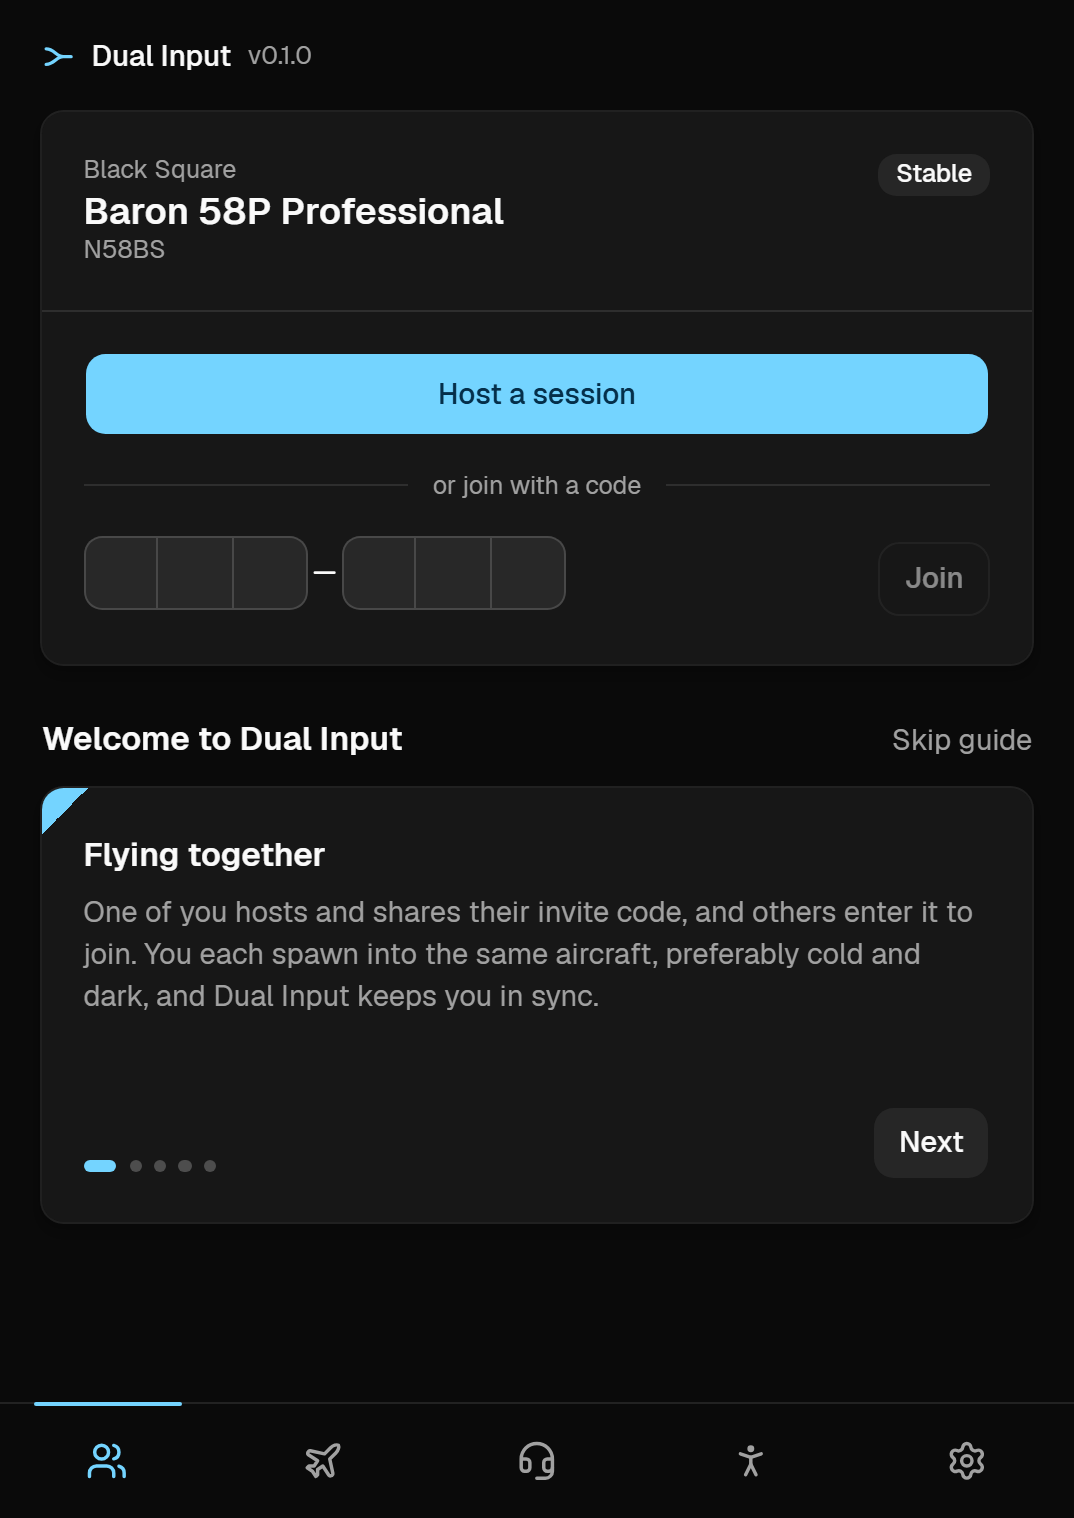 Dual Input v0.1.0
Black Square
Stable
Baron 58P Professional
N58BS
Host a session
or join with a code
–
Join
Welcome to Dual Input
Skip guide
Flying together
One of you hosts and shares their invite code, and others enter it to
join. You each spawn into the same aircraft, preferably cold and
dark, and Dual Input keeps you in sync.
Next